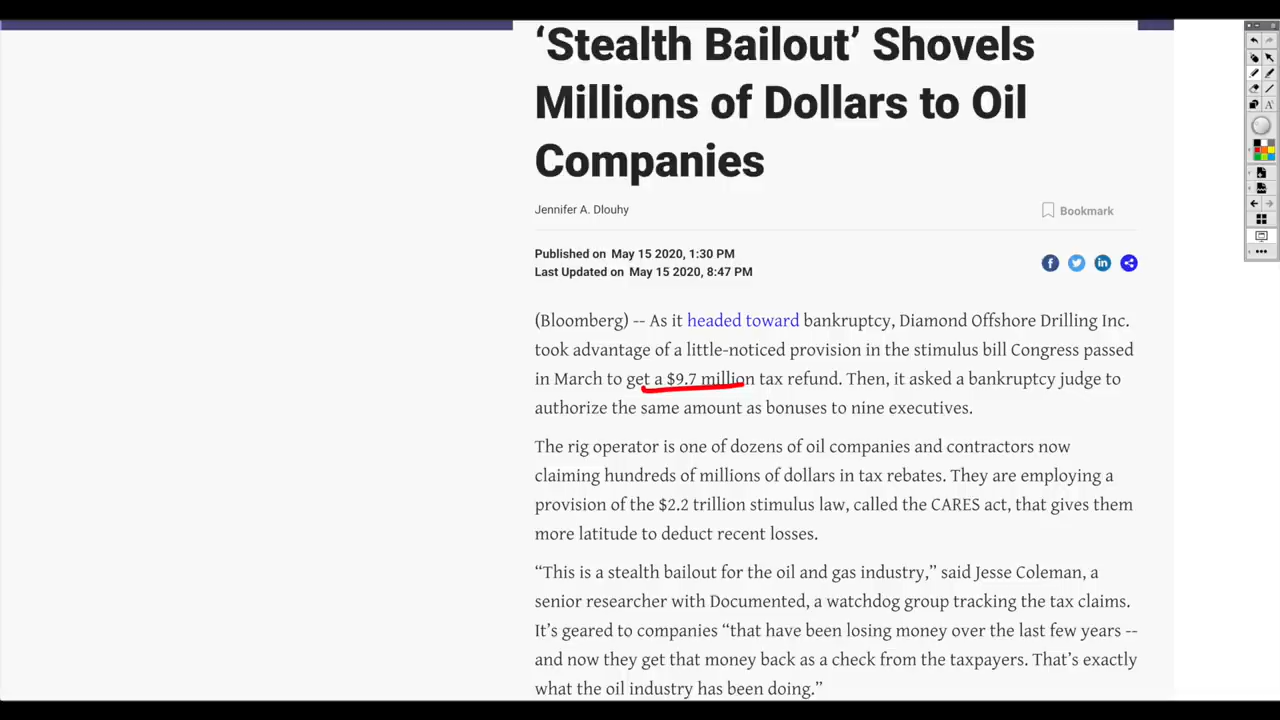 ‘Stealth Bailout’ Shovels
Millions of Dollars to Oil
Companies
Jennifer A. Dlouhy
Bookmark
Published on May 15 2020, 1:30 PM
Last Updated on May 15 2020, 8:47 PM
(Bloomberg) -- As it headed toward bankruptcy, Diamond Offshore Drilling Inc.
took advantage of a little-noticed provision in the stimulus bill Congress passed
in March to get a $9.7 million tax refund. Then, it asked a bankruptcy judge to
authorize the same amount as bonuses to nine executives.
The rig operator is one of dozens of oil companies and contractors now
claiming hundreds of millions of dollars in tax rebates. They are employing a
provision of the $2.2 trillion stimulus law, called the CARES act, that gives them
more latitude to deduct recent losses.
“This is a stealth bailout for the oil and gas industry,” said Jesse Coleman, a
senior researcher with Documented, a watchdog group tracking the tax claims.
It’s geared to companies “that have been losing money over the last few years --
and now they get that money back as a check from the taxpayers. That’s exactly
what the oil industry has been doing.”